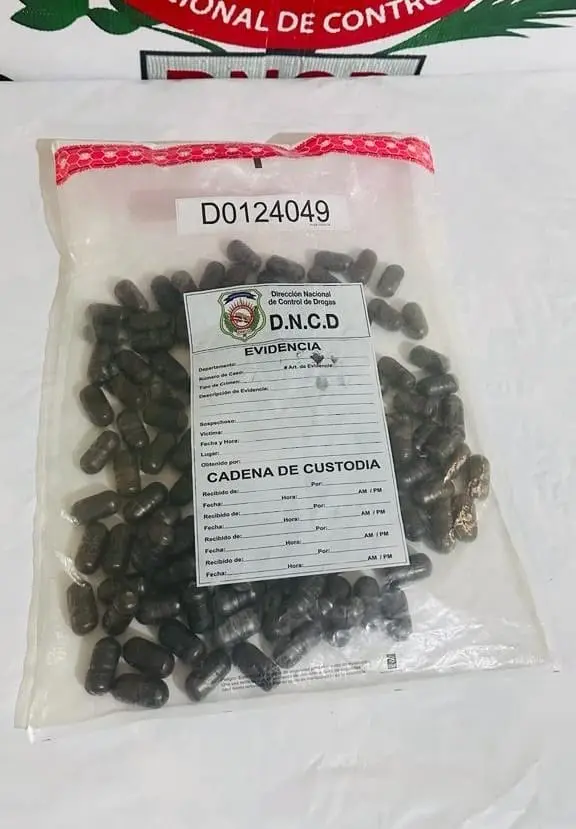 IONAL DE CONTRO
DNCD
D0124049
Dirección Nacional
de Control de Drogas
D.N.C.D
EVIDENCIA
Departamento:
Número de Caso: # Art. de Evidencia:
Tipo de Crimen:
Descripción de Evidencia:
Sospechoso:
Víctima:
Fecha y Hora:
Lugar:
Obtenido por:
CADENA DE CUSTODIA
Recibido de: Por:
Fecha: Hora: AM / PM
Recibido de: Por:
Fecha: Hora: AM / PM
Recibido de: Por:
Fecha: Hora: AM / PM
Recibido de: Por:
Fecha: Hora: AM / PM